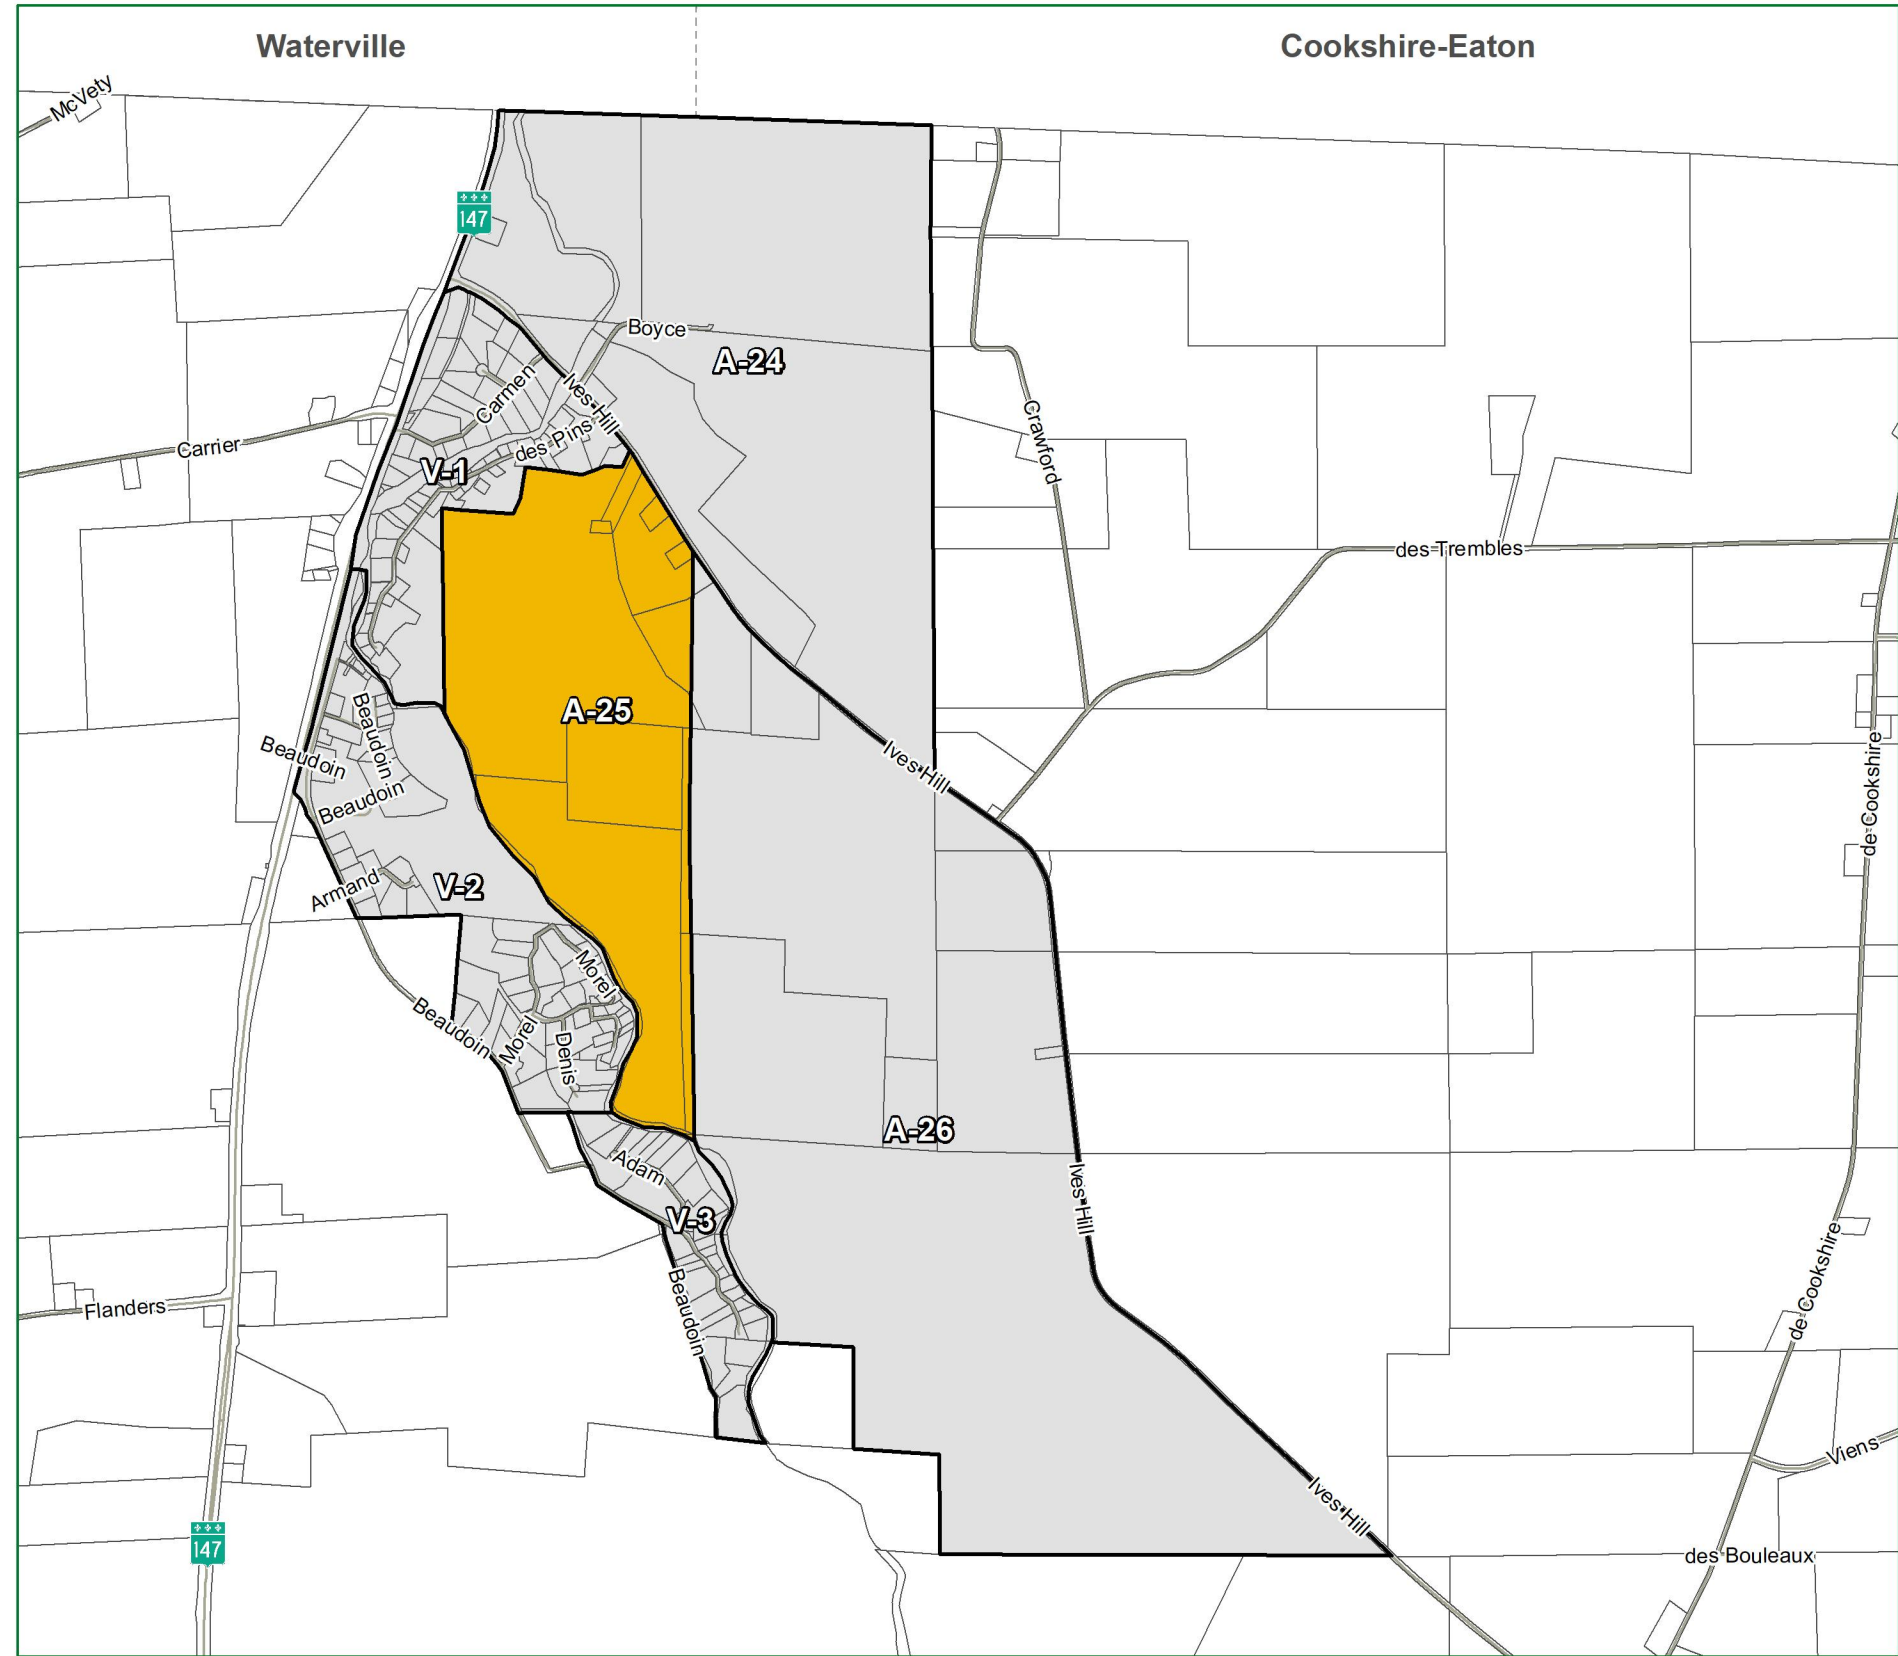 Waterville
Cookshire-Eaton
McVety
147
Boyce
A-24
Carmen
Ives-Hill
Crawford
Carrier
des Pins
V-1
des Trembles
A-25
Beaudoin
Beaudoin
Ives-Hill
de Cookshire
Beaudoin
Armand
V-2
Morel
Beaudoin
Morel
Denis
A-26
Adam
Ives-Hill
V-3
de Cookshire
Beaudoin
Flanders
Viens
Ives-Hill
147
des Bouleaux